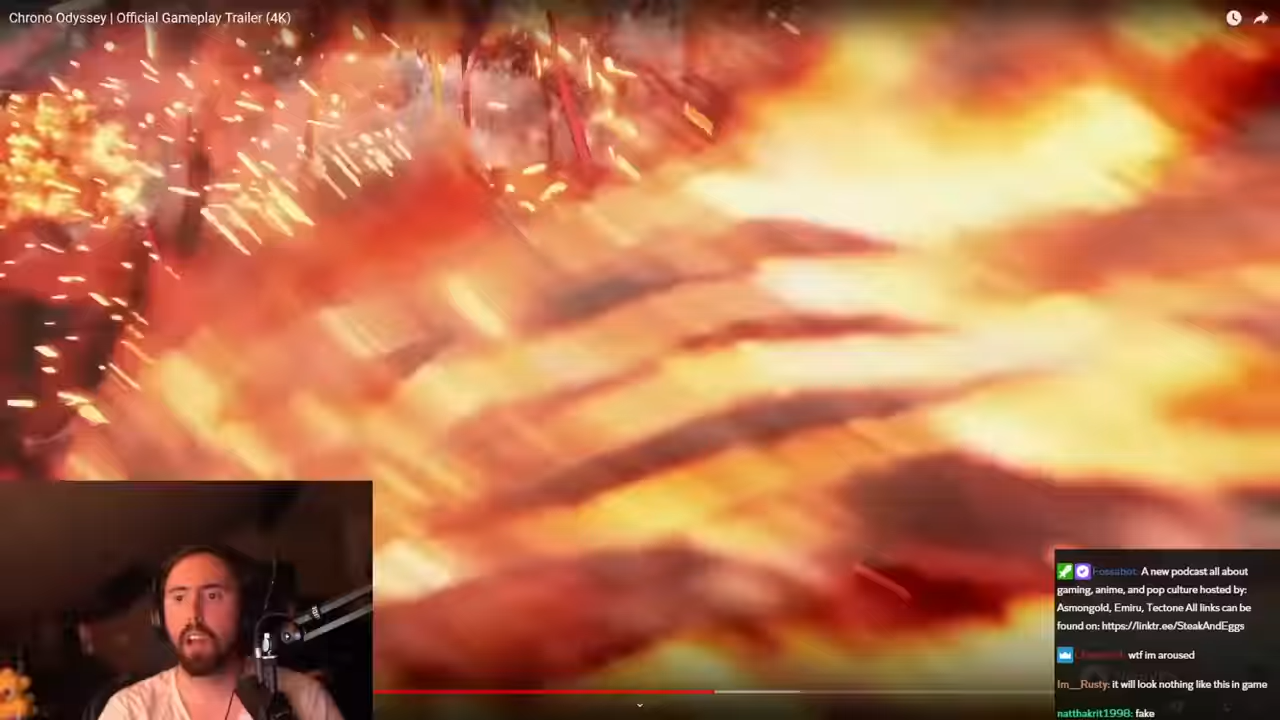 Chrono Odyssey | Official Gameplay Trailer (4K)
Fossabot: A new podcast all about
gaming, anime, and pop culture hosted by:
Asmongold, Emiru, Tectone All links can be
found on: https://linktr.ee/SteakAndEggs
wtf im aroused
Im__Rusty: it will look nothing like this in game
natthakrit1998: fake